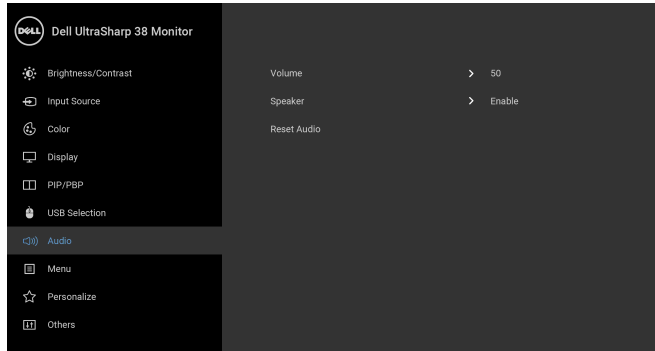 DELL
Dell UltraSharp 38 Monitor
Brightness/Contrast
Input Source
Color
Display
PIP/PBP
USB Selection
Audio
Menu
Personalize
Others
Volume > 50
Speaker > Enable
Reset Audio